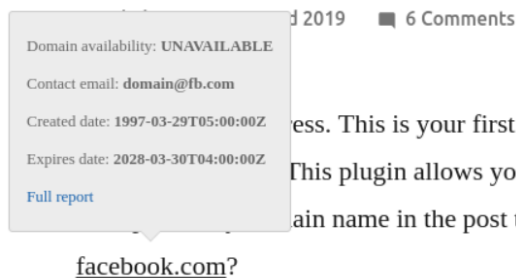 d 2019 6 Comments
Domain availability: UNAVAILABLE
Contact email: domain@fb.com
Created date: 1997-03-29T05:00:00Z
Expires date: 2028-03-30T04:00:00Z
Full report
ress. This is your first
This plugin allows yo
ain name in the post
facebook.com?